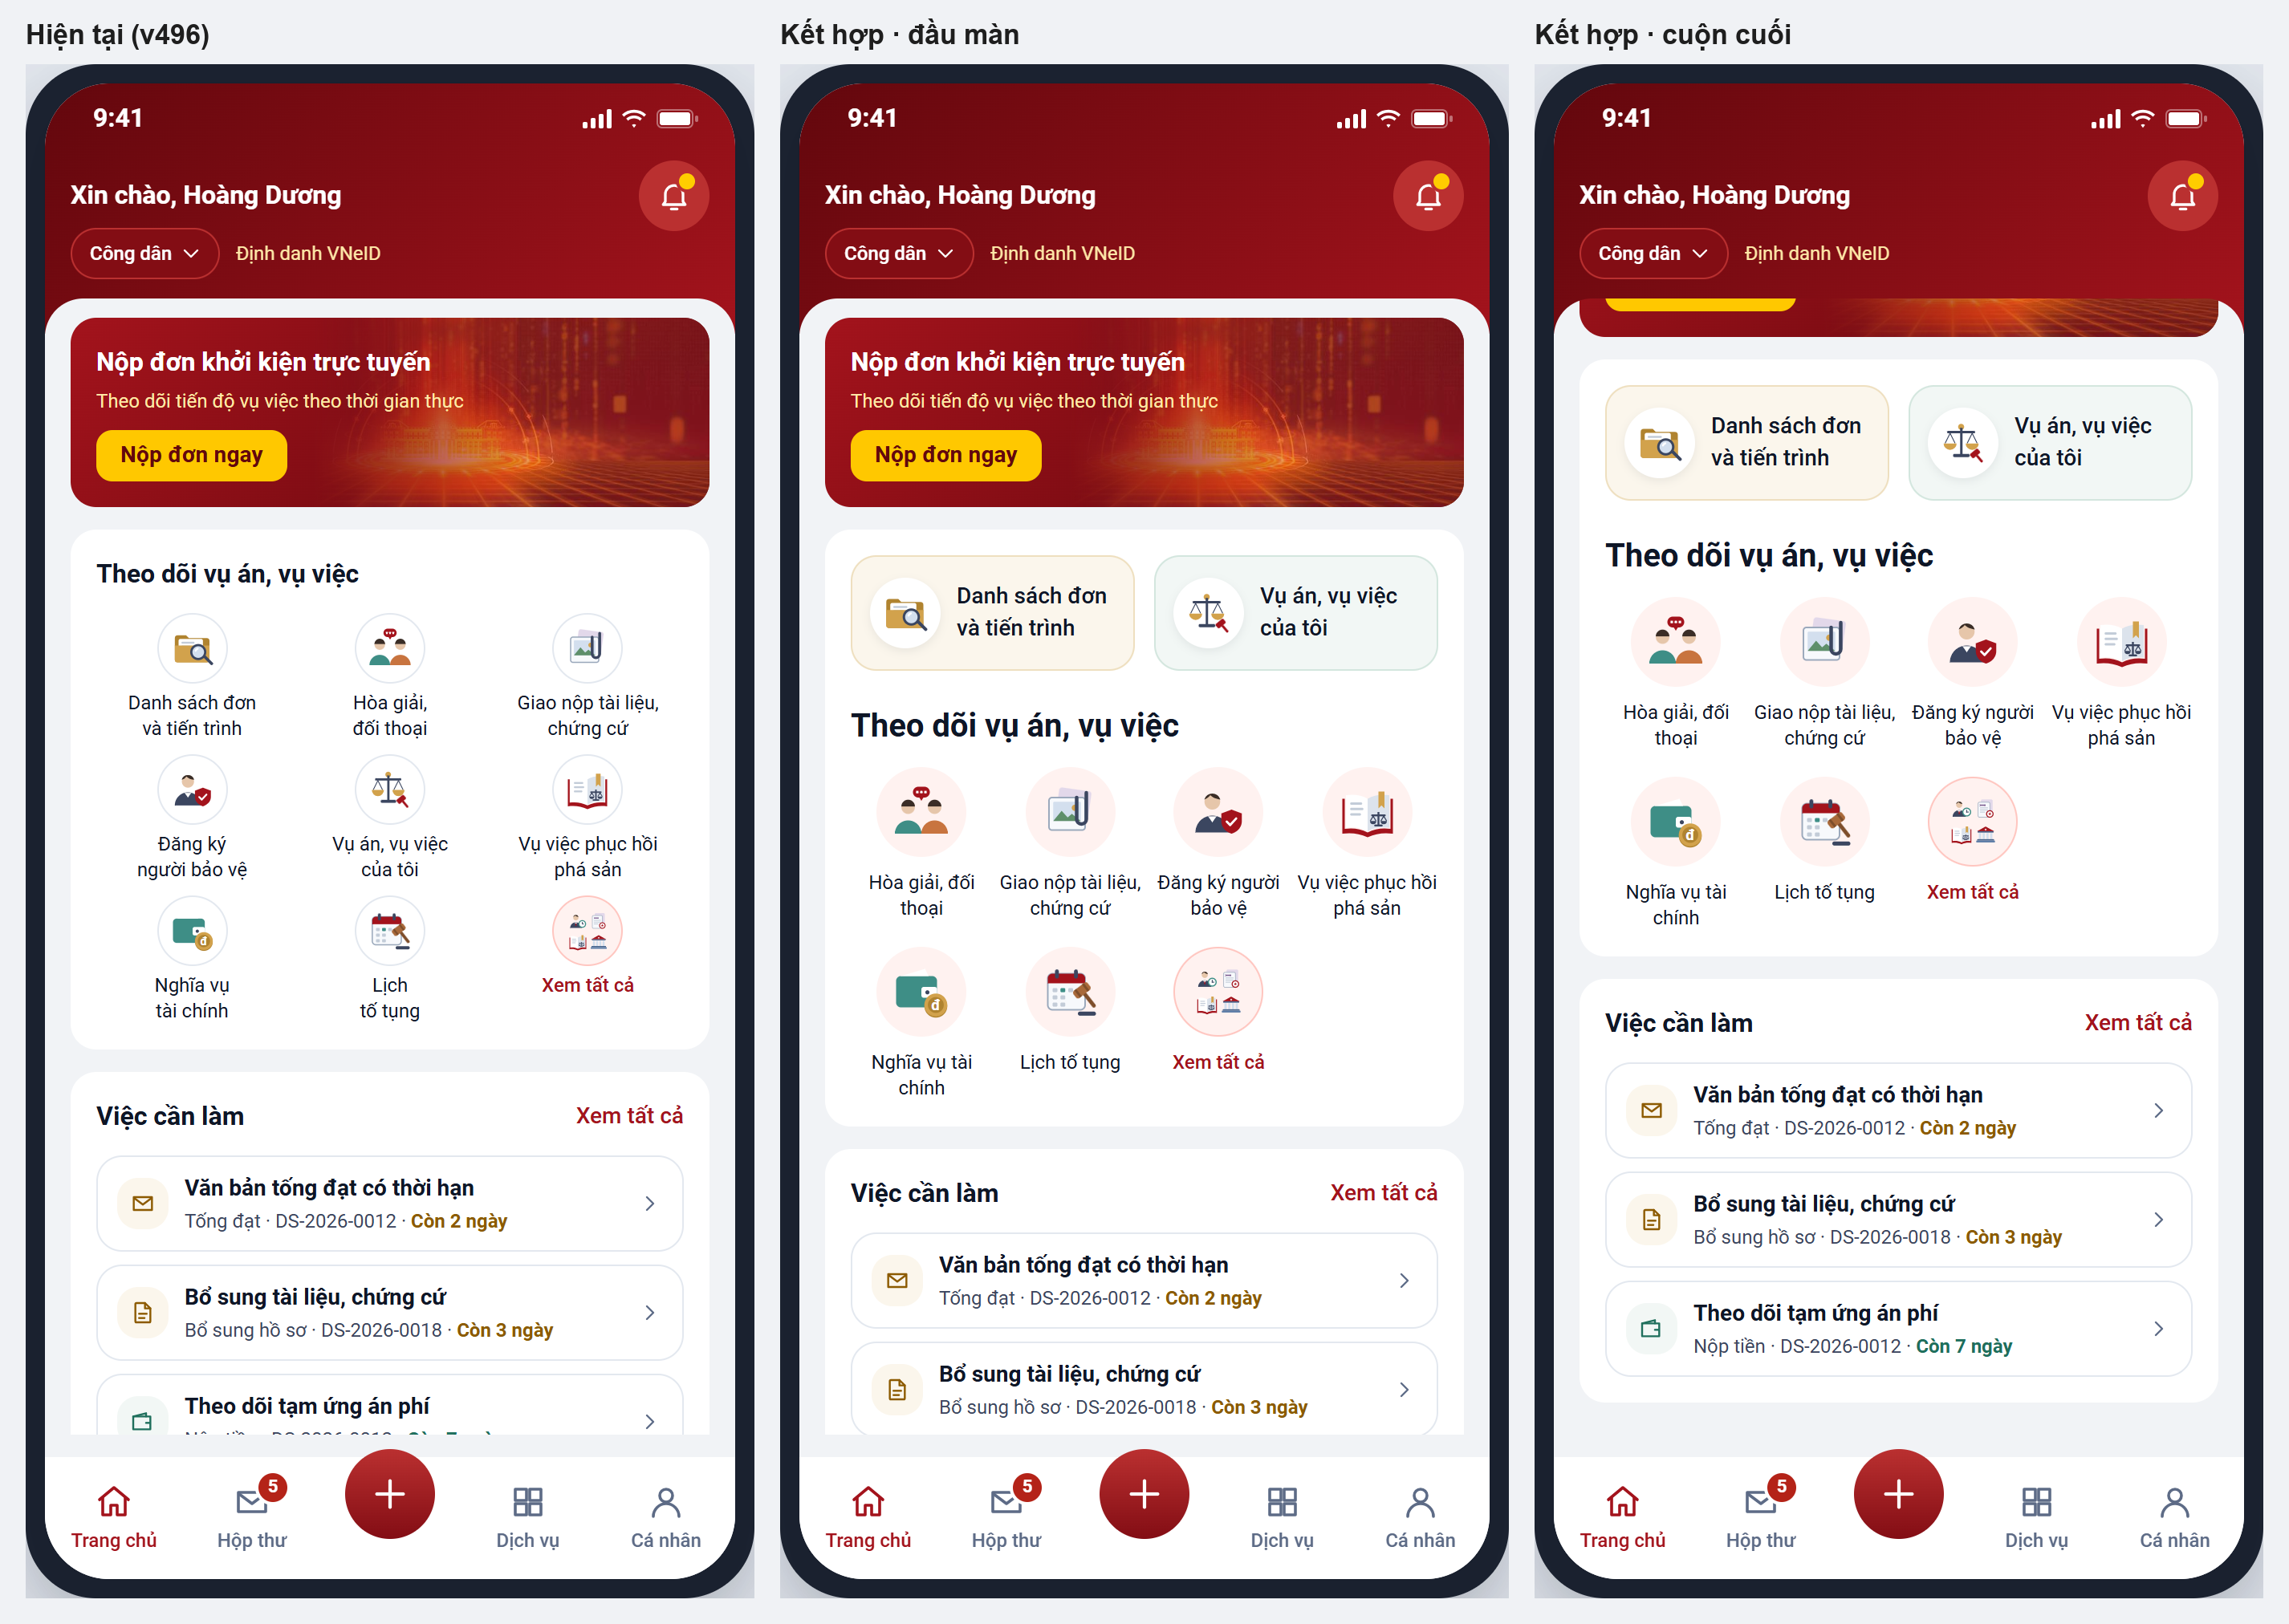 Hiện tại (v496)
9:41
Xin chào, Hoàng Dương
Công dân
Định danh VNeID
Nộp đơn khởi kiện trực tuyến
Theo dõi tiến độ vụ việc theo thời gian thực
Nộp đơn ngay
Theo dõi vụ án, vụ việc
Danh sách đơn
và tiến trình
Hòa giải,
đối thoại
Giao nộp tài liệu,
chứng cứ
Đăng ký
người bảo vệ
Vụ án, vụ việc
của tôi
Vụ việc phục hồi
phá sản
Nghĩa vụ
tài chính
Lịch
tố tụng
Xem tất cả
Việc cần làm
Xem tất cả
Văn bản tống đạt có thời hạn
Tống đạt · DS-2026-0012 · Còn 2 ngày
Bổ sung tài liệu, chứng cứ
Bổ sung hồ sơ · DS-2026-0018 · Còn 3 ngày
Theo dõi tạm ứng án phí
Trang chủ
5
Hộp thư
Dịch vụ
Cá nhân
Kết hợp · đầu màn
9:41
Xin chào, Hoàng Dương
Công dân
Định danh VNeID
Nộp đơn khởi kiện trực tuyến
Theo dõi tiến độ vụ việc theo thời gian thực
Nộp đơn ngay
Danh sách đơn
và tiến trình
Vụ án, vụ việc
của tôi
Theo dõi vụ án, vụ việc
Hòa giải, đối
thoại
Giao nộp tài liệu,
chứng cứ
Đăng ký người
bảo vệ
Vụ việc phục hồi
phá sản
Nghĩa vụ tài
chính
Lịch tố tụng
Xem tất cả
Việc cần làm
Xem tất cả
Văn bản tống đạt có thời hạn
Tống đạt · DS-2026-0012 · Còn 2 ngày
Bổ sung tài liệu, chứng cứ
Bổ sung hồ sơ · DS-2026-0018 · Còn 3 ngày
Trang chủ
5
Hộp thư
Dịch vụ
Cá nhân
Kết hợp · cuộn cuối
9:41
Xin chào, Hoàng Dương
Công dân
Định danh VNeID
Danh sách đơn
và tiến trình
Vụ án, vụ việc
của tôi
Theo dõi vụ án, vụ việc
Hòa giải, đối
thoại
Giao nộp tài liệu,
chứng cứ
Đăng ký người
bảo vệ
Vụ việc phục hồi
phá sản
Nghĩa vụ tài
chính
Lịch tố tụng
Xem tất cả
Việc cần làm
Xem tất cả
Văn bản tống đạt có thời hạn
Tống đạt · DS-2026-0012 · Còn 2 ngày
Bổ sung tài liệu, chứng cứ
Bổ sung hồ sơ · DS-2026-0018 · Còn 3 ngày
Theo dõi tạm ứng án phí
Nộp tiền · DS-2026-0012 · Còn 7 ngày
Trang chủ
5
Hộp thư
Dịch vụ
Cá nhân